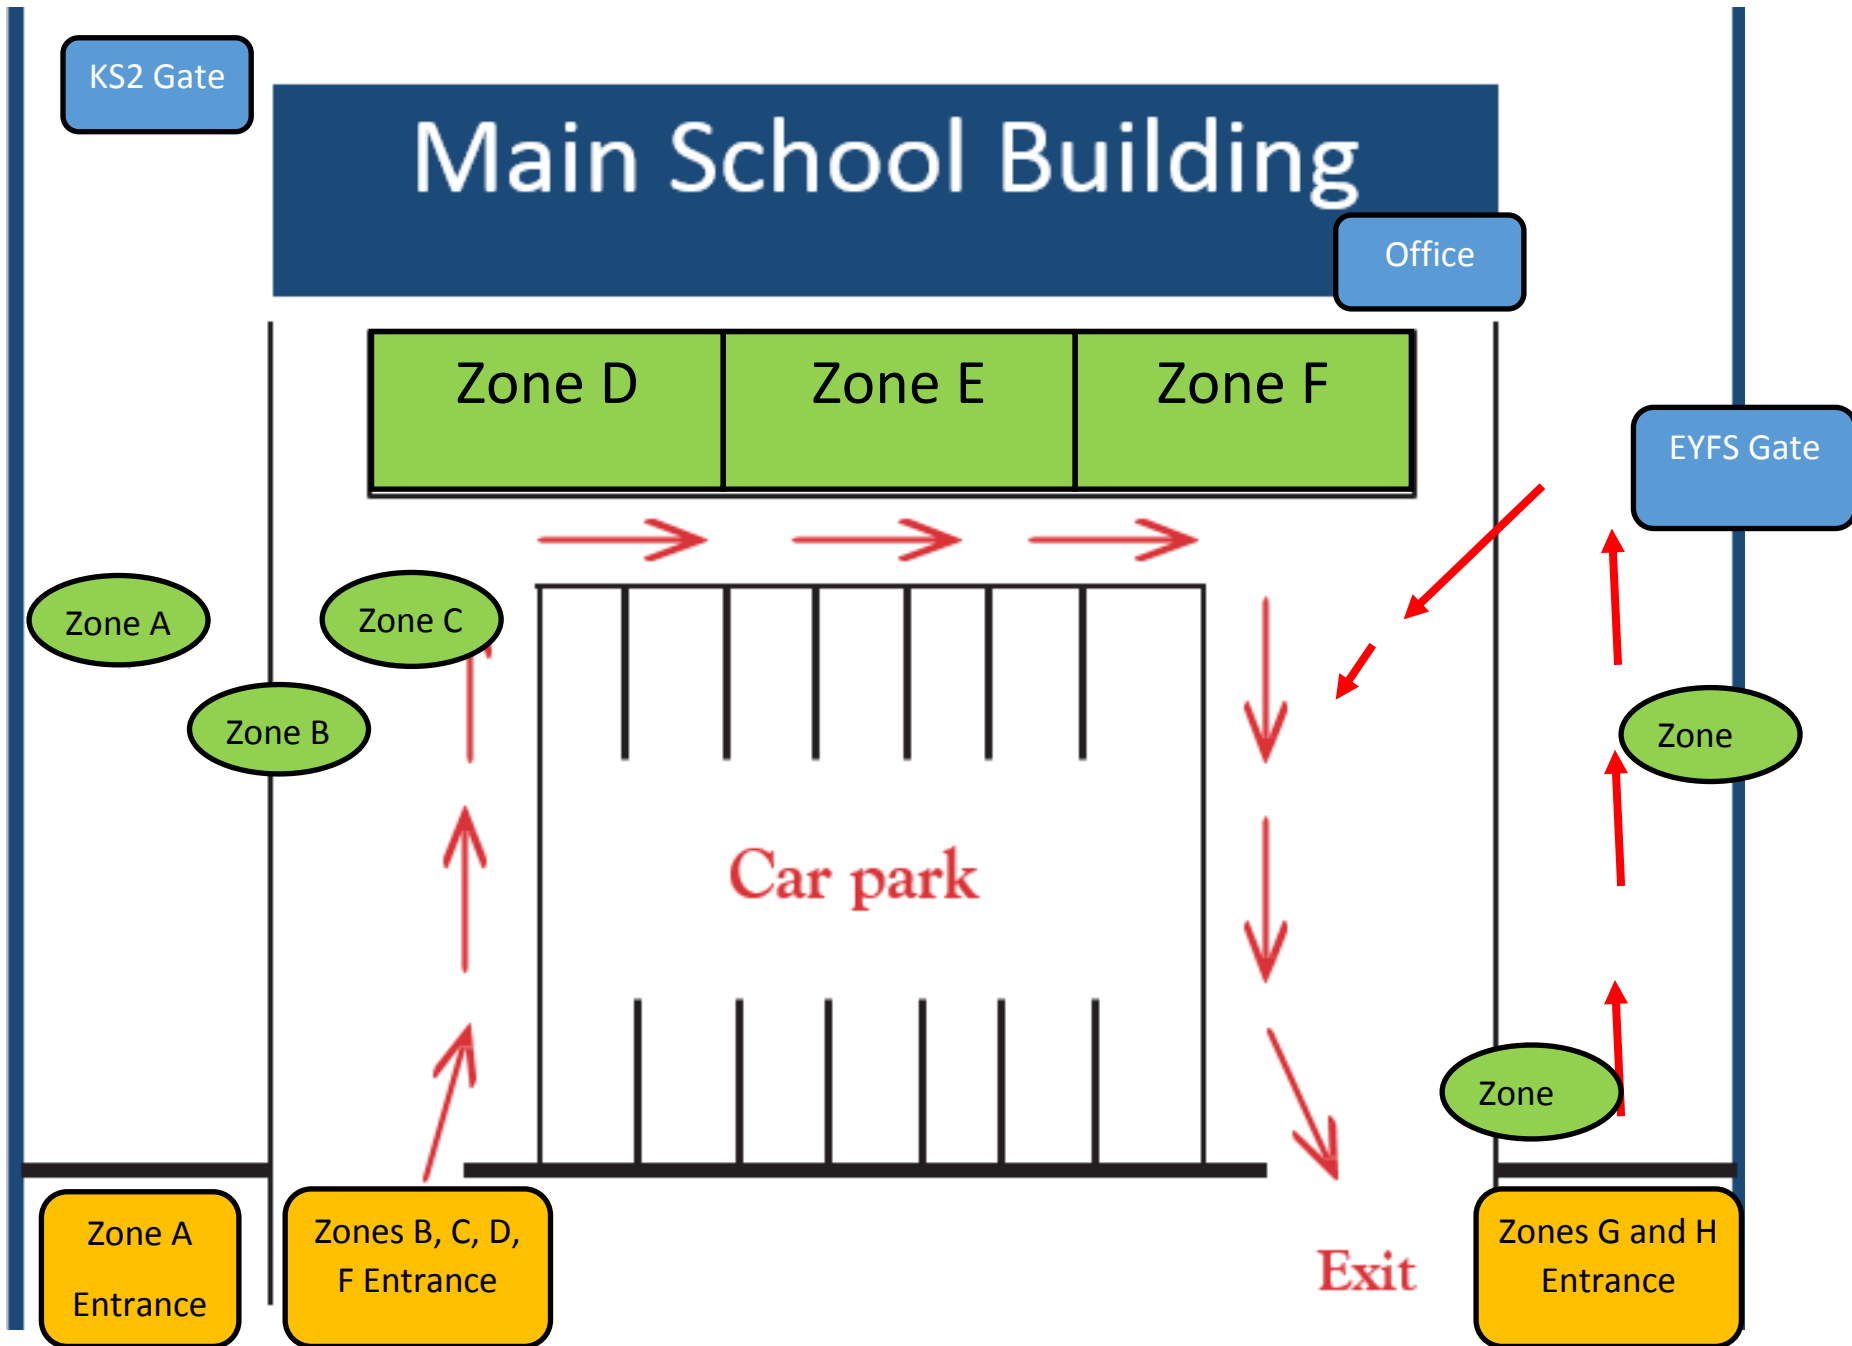 KS2 Gate
Main School Building
Office
Zone D
Zone E
Zone F
EYFS Gate
Zone A
Zone C
Zone B
Zone
Car park
Zone
Zone A
Entrance
Zones B, C, D,
F Entrance
Exit
Zones G and H
Entrance